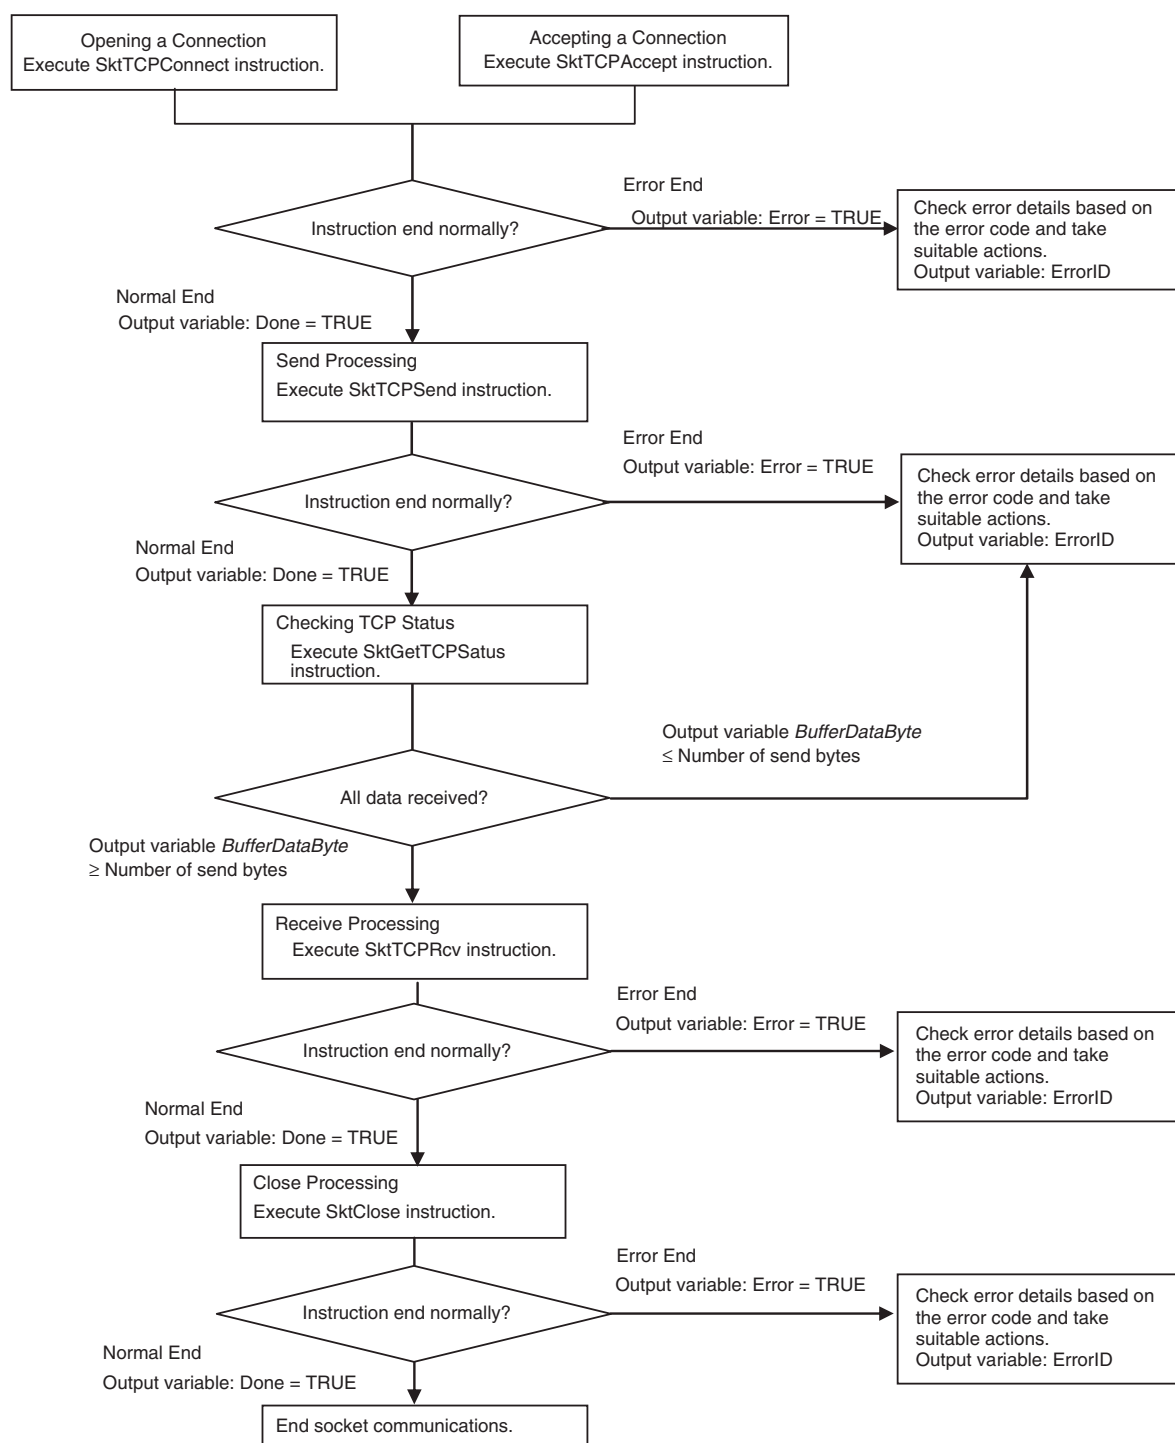 Opening a Connection
Execute SktTCPConnect instruction.
Accepting a Connection
Execute SktTCPAccept instruction.
Instruction end normally?
Error End
Output variable: Error = TRUE
Check error details based on
the error code and take
suitable actions.
Output variable: ErrorID
Normal End
Output variable: Done = TRUE
Send Processing
Execute SktTCPSend instruction.
Instruction end normally?
Error End
Output variable: Error = TRUE
Check error details based on
the error code and take
suitable actions.
Output variable: ErrorID
Normal End
Output variable: Done = TRUE
Checking TCP Status
Execute SktGetTCPSatus
instruction.
Output variable BufferDataByte
≤ Number of send bytes
All data received?
Output variable BufferDataByte
≥ Number of send bytes
Receive Processing
Execute SktTCPRcv instruction.
Instruction end normally?
Error End
Output variable: Error = TRUE
Check error details based on
the error code and take
suitable actions.
Output variable: ErrorID
Normal End
Output variable: Done = TRUE
Close Processing
Execute SktClose instruction.
Instruction end normally?
Error End
Output variable: Error = TRUE
Check error details based on
the error code and take
suitable actions.
Output variable: ErrorID
Normal End
Output variable: Done = TRUE
End socket communications.